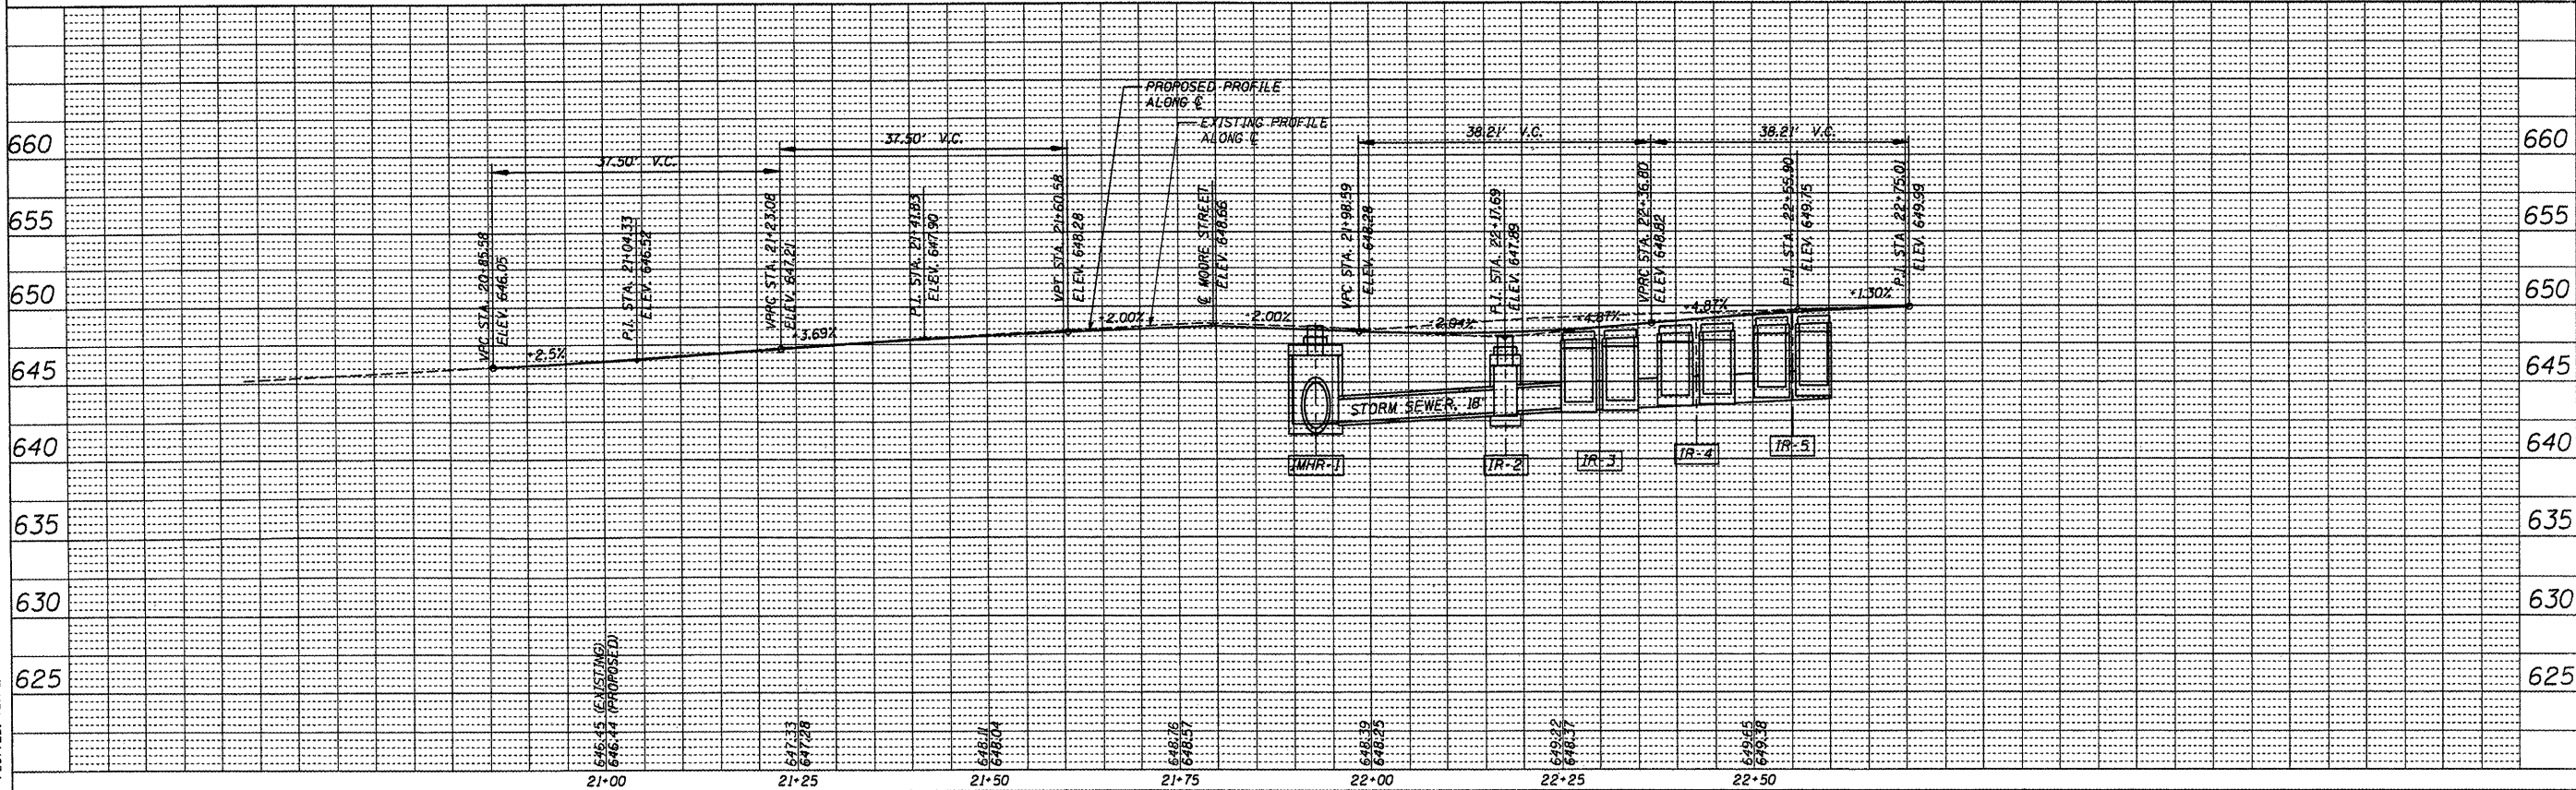 PROPOSED PROFILE
ALONG ℄
EXISTING PROFILE
ALONG ℄
660
37.50' V.C.
37.50' V.C.
38.21' V.C.
38.21' V.C.
660
655
655
VPC STA. 20+85.58
ELEV. 646.05
P.I. STA. 21+04.33
ELEV. 646.52
VPRC STA. 21+23.08
ELEV. 647.21
P.I. STA. 21+41.83
ELEV. 647.90
VPT STA. 21+60.58
ELEV. 648.28
℄ MOORE STREET
ELEV. 648.66
VPC STA. 21+98.59
ELEV. 648.28
P.I. STA. 22+17.69
ELEV. 647.89
VPRC STA. 22+36.80
ELEV. 648.82
P.I. STA. 22+55.90
ELEV. 649.75
P.I. STA. 22+75.01
ELEV. 649.99
650
650
+2.5%
+3.69%
-2.00%
-2.00%
-2.04%
+4.87%
+4.87%
+1.30%
645
645
STORM SEWER, 18"
640
640
IMHR-1
IR-2
IR-3
IR-4
IR-5
635
635
630
630
625
625
646.45 (EXISTING)
646.44 (PROPOSED)
647.33
647.28
648.11
648.04
648.76
648.57
648.39
648.25
649.22
648.37
649.65
649.38
21+00
21+25
21+50
21+75
22+00
22+25
22+50